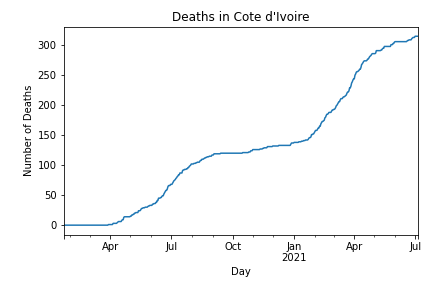 Deaths in Cote d'Ivoire
Number of Deaths
300
250
200
150
100
50
0
Apr
Jul
Oct
Jan
2021
Apr
Jul
Day